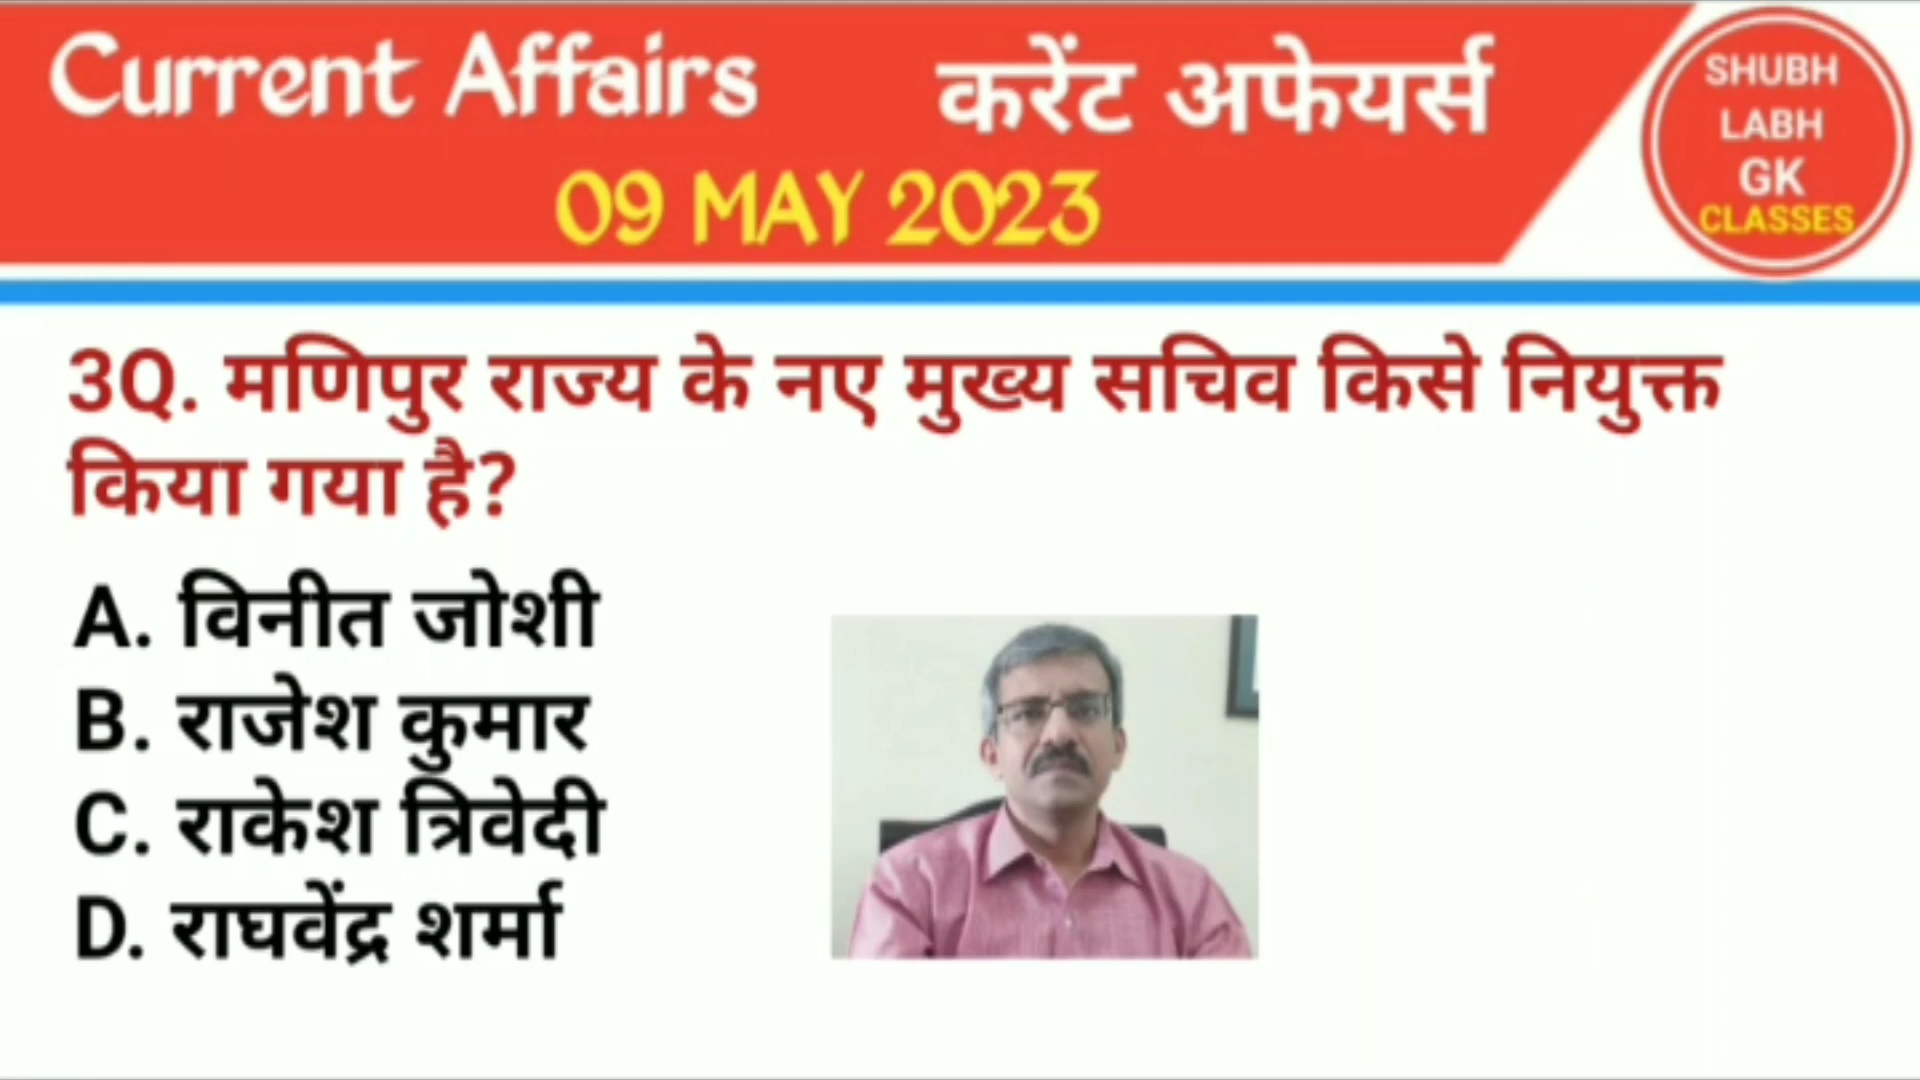 Current Affairs करेंट अफेयर्स
09 MAY 2023
SHUBH
LABH
GK
CLASSES
3Q. मणिपुर राज्य के नए मुख्य सचिव किसे नियुक्त
किया गया है?
A. विनीत जोशी
B. राजेश कुमार
C. राकेश त्रिवेदी
D. राघवेंद्र शर्मा